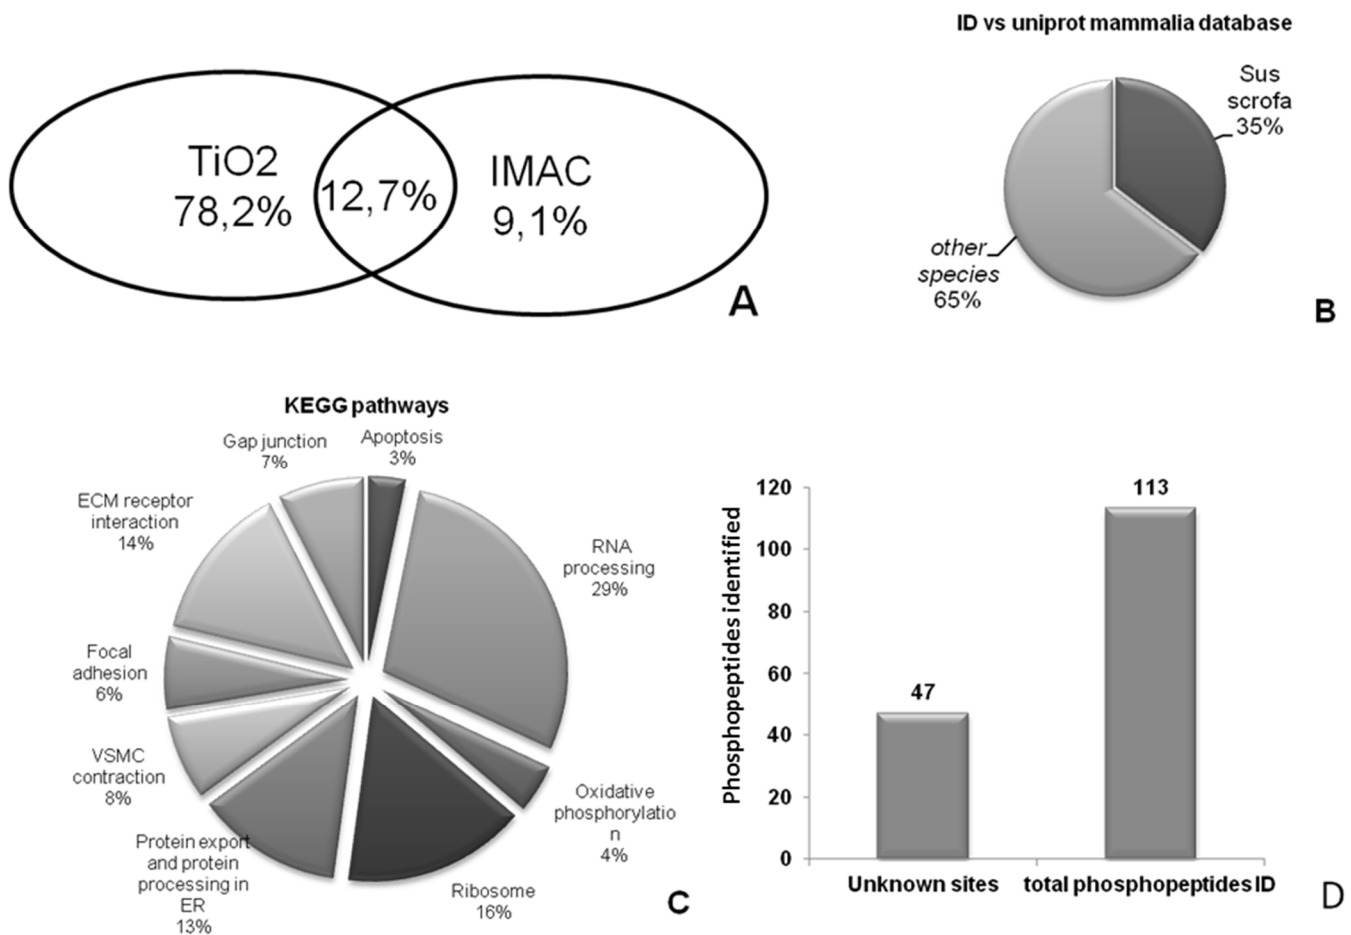 TiO2
78,2%
12,7%
IMAC
9,1%
A
ID vs uniprot mammalia database
Sus
scrofa
35%
other
species
65%
B
KEGG pathways
Gap junction
7%
Apoptosis
3%
ECM receptor
interaction
14%
RNA
processing
29%
Focal
adhesion
6%
VSMC
contraction
8%
Oxidative
phosphorylatio
n
4%
Protein export
and protein
processing in
ER
13%
Ribosome
16%
C
Phosphopeptides identified
120
100
80
60
40
20
0
47
113
Unknown sites
total phosphopeptides ID
D